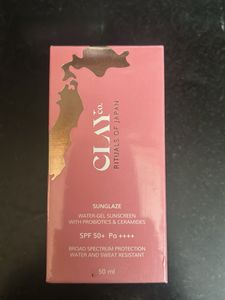 CLAY CO.
RITUALS OF JAPAN
SUNGLAZE
WATER-GEL SUNSCREEN
WITH PROBIOTICS & CERAMIDES
SPF 50+ Pa ++++
BROAD SPECTRUM PROTECTION
WATER AND SWEAT RESISTANT
50 ml